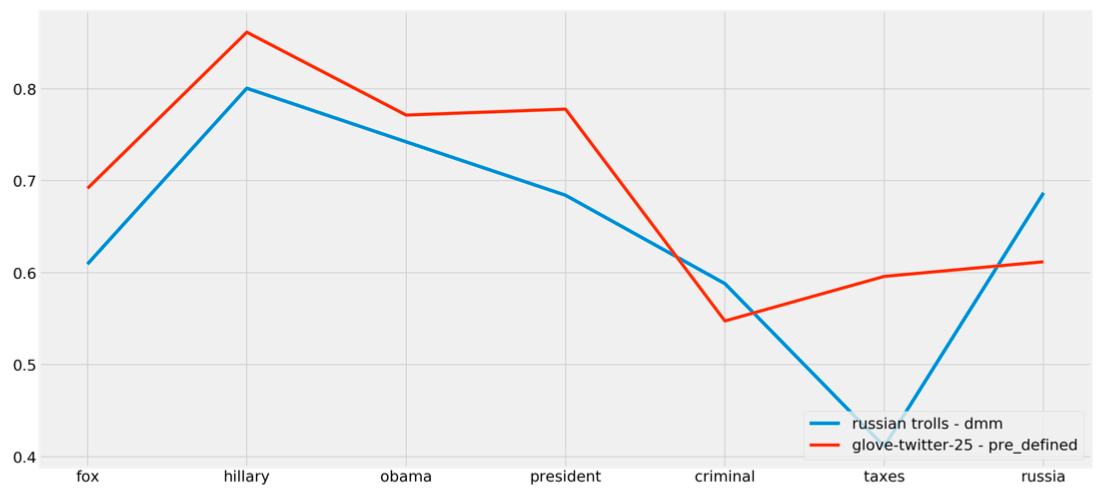 0.8
0.7
0.6
0.5
0.4
fox hillary obama president criminal taxes russia
russian trolls - dmm
glove-twitter-25 - pre_defined